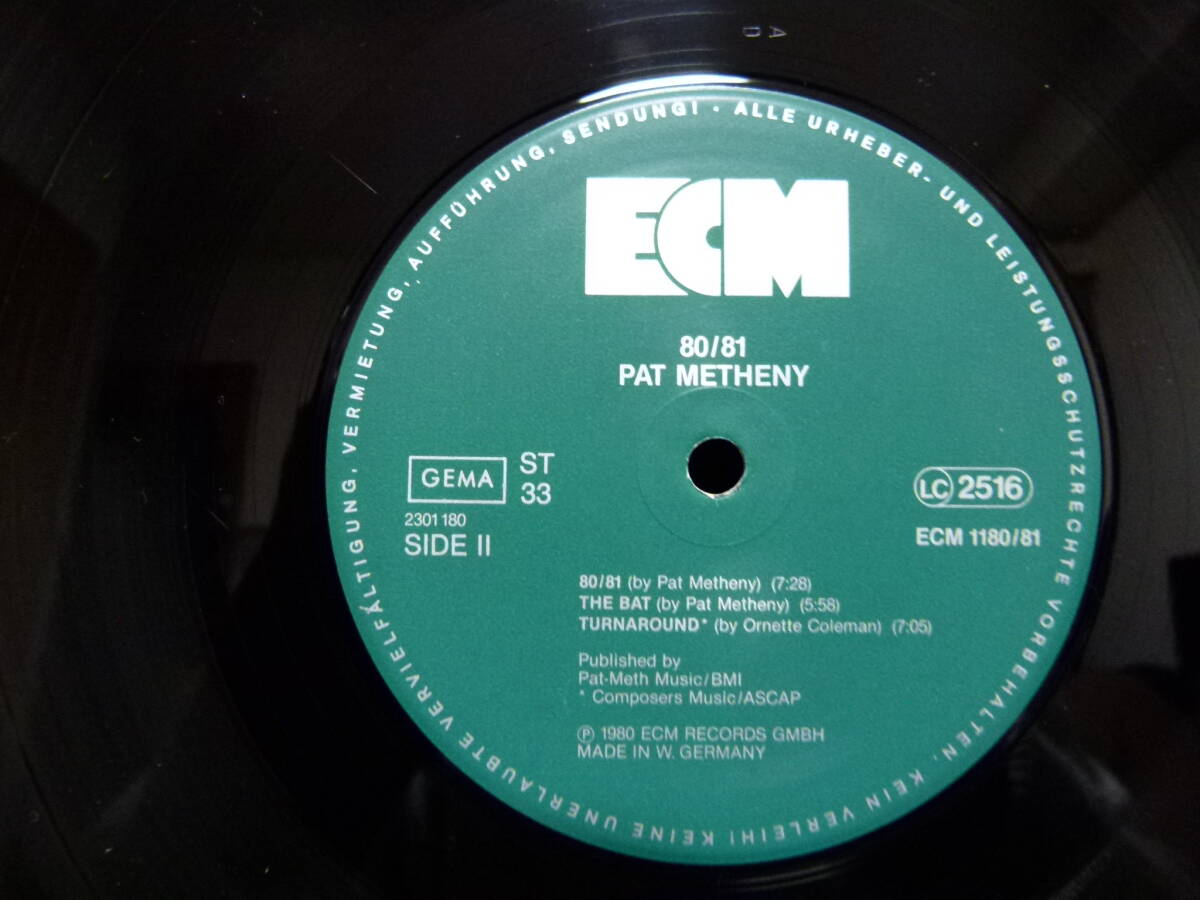 A
D
ALLE URHEBER- UND LEISTUNGSSCHUTZRECHTE VORBEHALTEN. KEIN VERLEIH! KEINE UNERLAUBTE VERVIELFÄLTIGUNG, VERMIETUNG, AUFFÜHRUNG, SENDUNG! ·
ECM
80/81
PAT METHENY
GEMA
ST
33
2301 180
SIDE II
LC 2516
ECM 1180/81
80/81 (by Pat Metheny) (7:28)
THE BAT (by Pat Metheny) (5:58)
TURNAROUND* (by Ornette Coleman) (7:05)
Published by
Pat-Meth Music/BMI
* Composers Music/ASCAP
℗ 1980 ECM RECORDS GMBH
MADE IN W. GERMANY